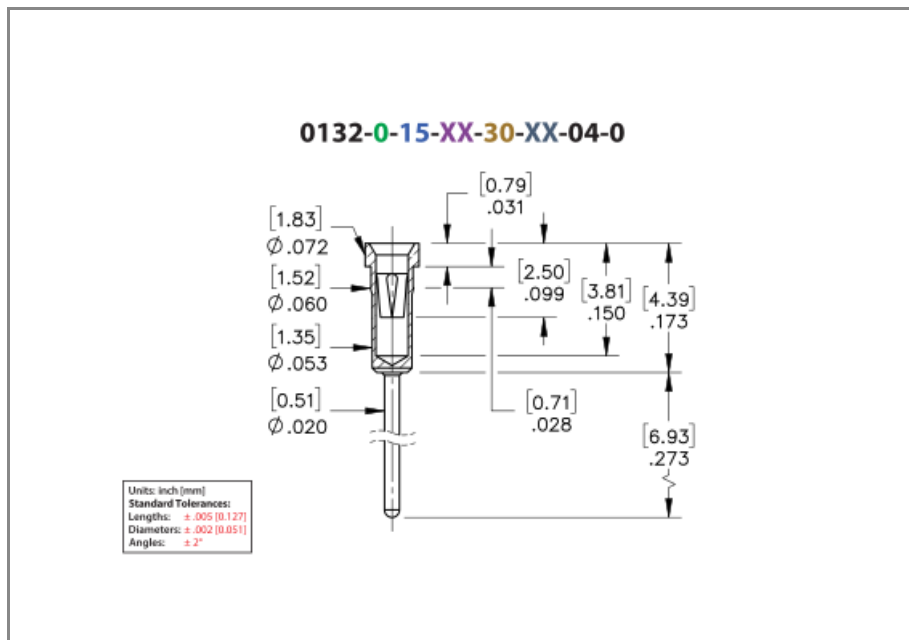 0132-0-15-XX-30-XX-04-0
[0.79]
.031
[1.83]
Ø.072
[1.52]
Ø.060
[2.50]
.099
[3.81]
.150
[4.39]
.173
[1.35]
Ø.053
[0.51]
Ø.020
[0.71]
.028
[6.93]
.273
Units: inch [mm]
Standard Tolerances:
Lengths: ±.005 [0.127]
Diameters: ±.002 [0.051]
Angles: ±2°